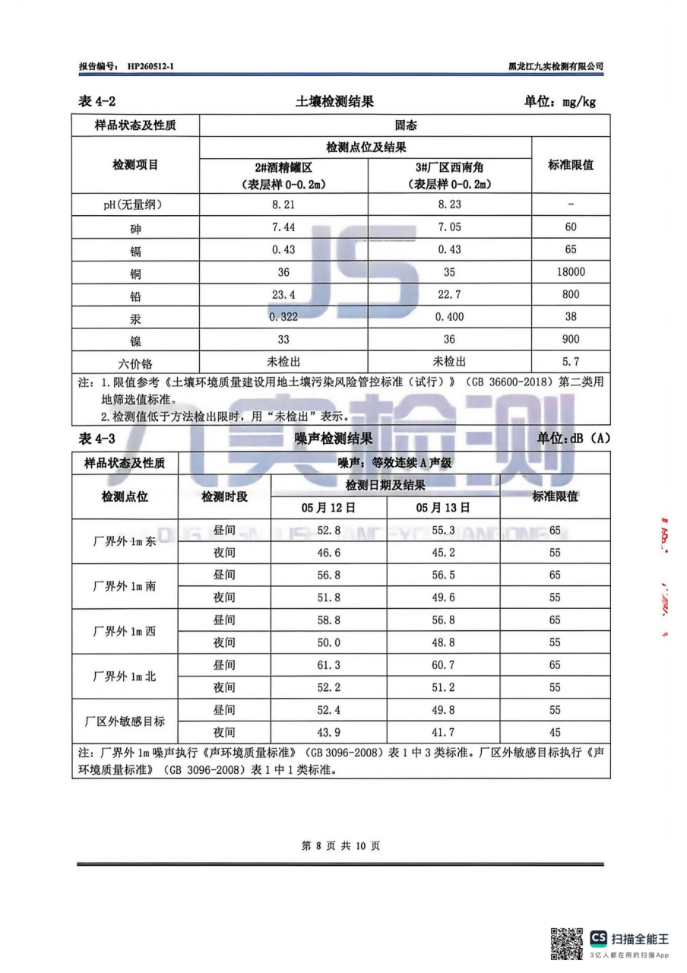 报告编号: HP260512-1 黑龙江九实检测有限公司
表 4-2 土壤检测结果 单位: mg/kg
样品状态及性质 固态
检测项目 检测点位及结果 标准限值
2#酒精罐区 3#厂区西南角
(表层样 0-0.2m) (表层样 0-0.2m)
pH(无量纲) 8.21 8.23 -
砷 7.44 7.05 60
镉 0.43 0.43 65
铜 36 35 18000
铅 23.4 22.7 800
汞 0.322 0.400 38
镍 33 36 900
六价铬 未检出 未检出 5.7
注: 1.限值参考《土壤环境质量建设用地土壤污染风险管控标准(试行)》(GB 36600-2018)第二类用
地筛选值标准。
2.检测值低于方法检出限时,用“未检出”表示。
表 4-3 噪声检测结果 单位:dB(A)
样品状态及性质 噪声: 等效连续 A 声级
检测点位 检测时段 检测日期及结果 标准限值
05 月 12 日 05 月 13 日
厂界外 1m 东 昼间 52.8 55.3 65
夜间 46.6 45.2 55
厂界外 1m 南 昼间 56.8 56.5 65
夜间 51.8 49.6 55
厂界外 1m 西 昼间 58.8 56.8 65
夜间 50.0 48.8 55
厂界外 1m 北 昼间 61.3 60.7 65
夜间 52.2 51.2 55
厂区外敏感目标 昼间 52.4 49.8 55
夜间 43.9 41.7 45
注: 厂界外 1m 噪声执行《声环境质量标准》(GB 3096-2008)表 1 中 3 类标准。厂区外敏感目标执行《声
环境质量标准》(GB 3096-2008)表 1 中 1 类标准。
JS
九实检测
第 8 页 共 10 页
CS 扫描全能王
3亿人都在用的扫描App